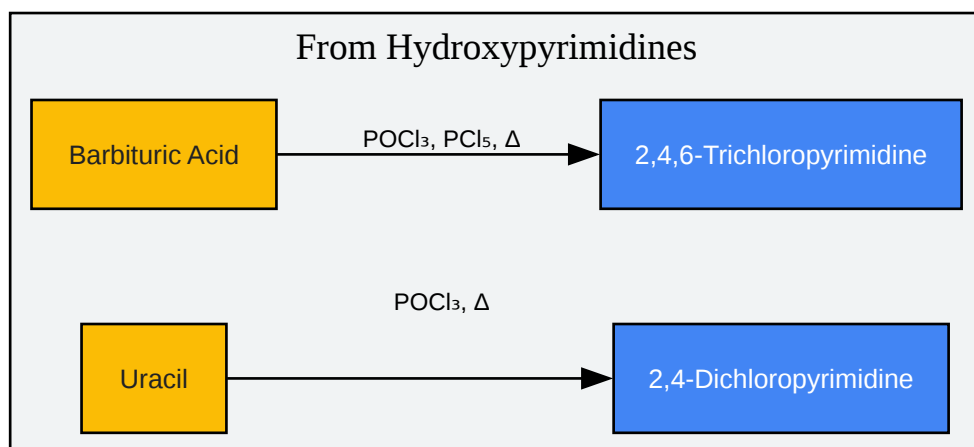 From Hydroxypyrimidines
Barbituric Acid
POCl₃, PCl₅, Δ
2,4,6-Trichloropyrimidine
POCl₃, Δ
Uracil
2,4-Dichloropyrimidine